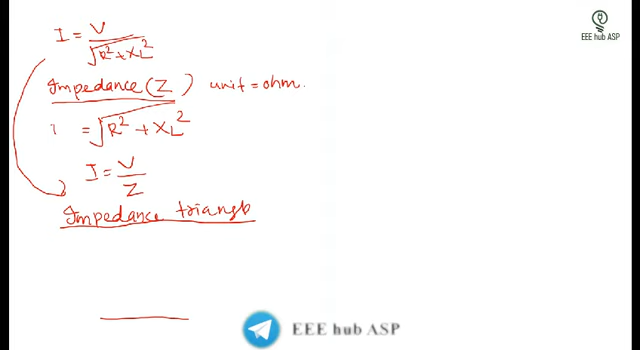 I = V / √R² + XL²
Impedance (Z) unit = ohm.
= √R² + XL²
I = V / Z
Impedance triangle
EEE hub ASP
EEE hub ASP